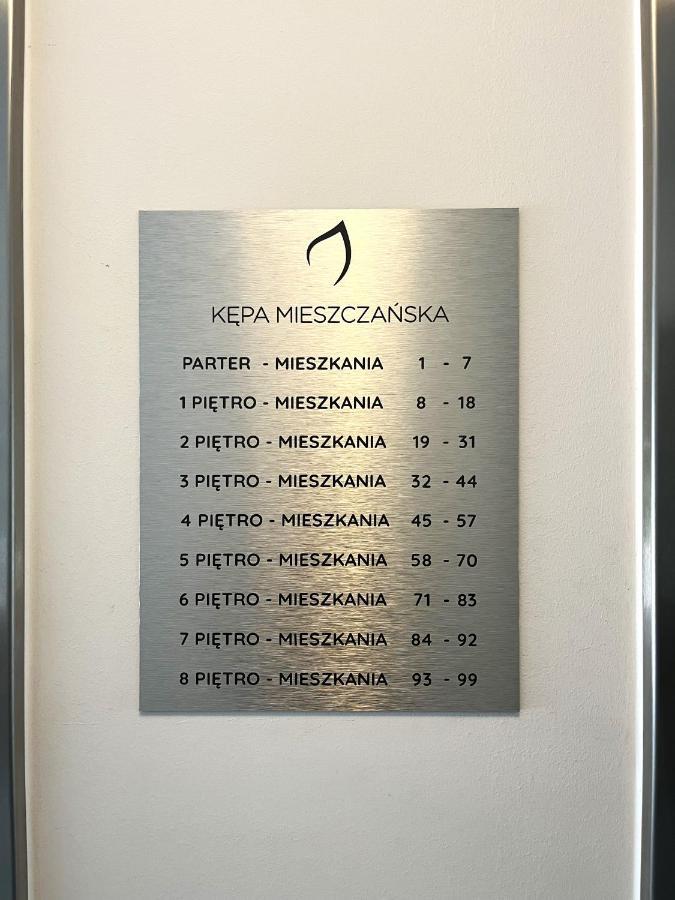 KĘPA MIESZCZAŃSKA
PARTER - MIESZKANIA 1 - 7
1 PIĘTRO - MIESZKANIA 8 - 18
2 PIĘTRO - MIESZKANIA 19 - 31
3 PIĘTRO - MIESZKANIA 32 - 44
4 PIĘTRO - MIESZKANIA 45 - 57
5 PIĘTRO - MIESZKANIA 58 - 70
6 PIĘTRO - MIESZKANIA 71 - 83
7 PIĘTRO - MIESZKANIA 84 - 92
8 PIĘTRO - MIESZKANIA 93 - 99